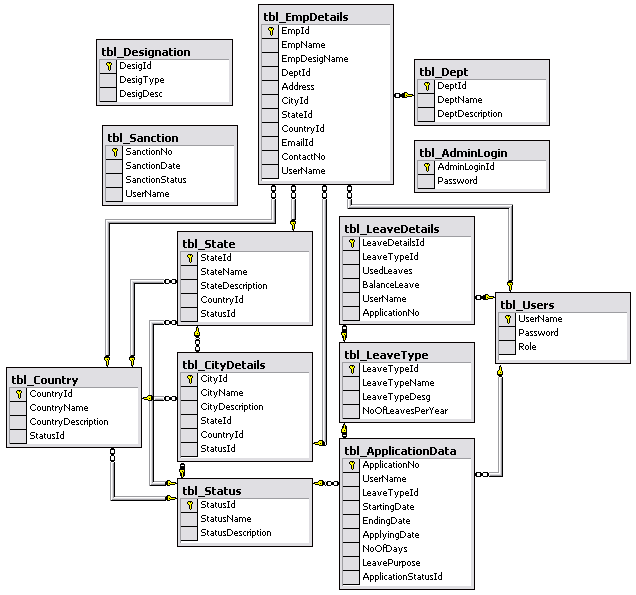 tbl_EmpDetails
EmpId
EmpName
EmpDesigName
DeptId
Address
CityId
StateId
CountryId
EmailId
ContactNo
UserName
tbl_Designation
DesigId
DesigType
DesigDesc
tbl_Dept
DeptId
DeptName
DeptDescription
tbl_Sanction
SanctionNo
SanctionDate
SanctionStatus
UserName
tbl_AdminLogin
AdminLoginId
Password
tbl_State
StateId
StateName
StateDescription
CountryId
StatusId
tbl_LeaveDetails
LeaveDetailsId
LeaveTypeId
UsedLeaves
BalanceLeave
UserName
ApplicationNo
tbl_Users
UserName
Password
Role
tbl_CityDetails
CityId
CityName
CityDescription
StateId
CountryId
StatusId
tbl_LeaveType
LeaveTypeId
LeaveTypeName
LeaveTypeDesg
NoOfLeavesPerYear
tbl_Country
CountryId
CountryName
CountryDescription
StatusId
tbl_Status
StatusId
StatusName
StatusDescription
tbl_ApplicationData
ApplicationNo
UserName
LeaveTypeId
StartingDate
EndingDate
ApplyingDate
NoOfDays
LeavePurpose
ApplicationStatusId